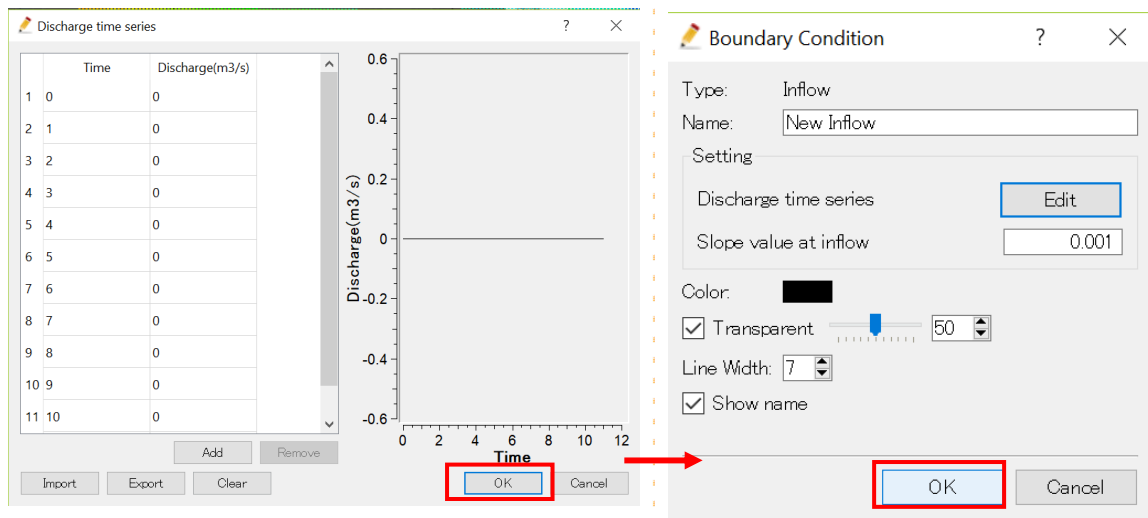 Discharge time series ? ×
Time Discharge(m3/s)
1 0 0
2 1 0
3 2 0
4 3 0
5 4 0
6 5 0
7 6 0
8 7 0
9 8 0
10 9 0
11 10 0
Add Remove
Import Export Clear
0.6
0.4
0.2
0
-0.2
-0.4
-0.6
Discharge(m3/s)
0 2 4 6 8 10 12
Time
OK Cancel
Boundary Condition ? ×
Type: Inflow
Name: New Inflow
Setting
Discharge time series Edit
Slope value at inflow 0.001
Color:
Transparent 50
Line Width: 7
Show name
OK Cancel